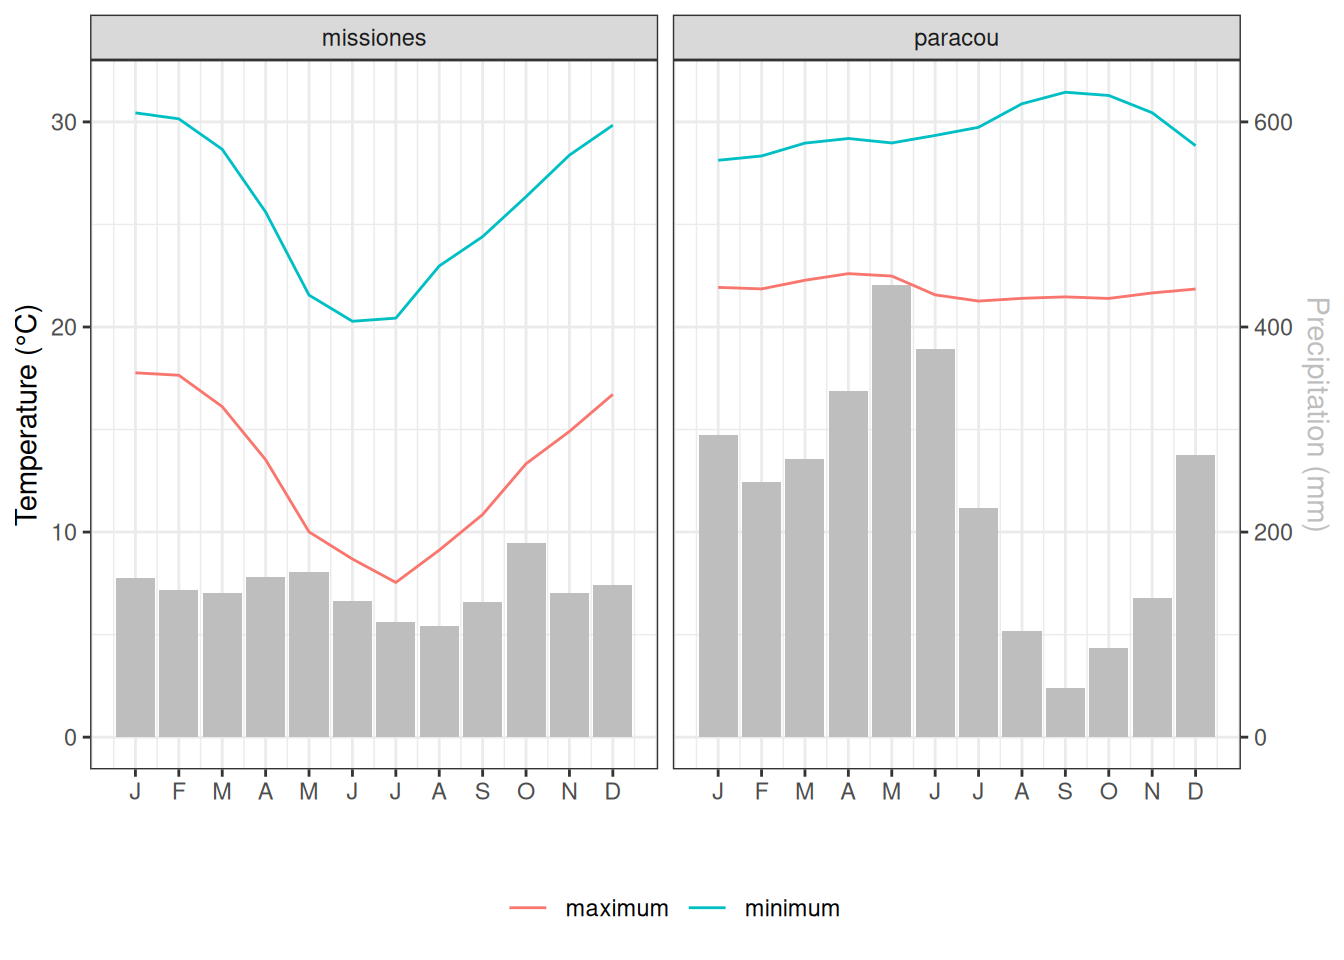 missiones paracou
Temperature (°C)
30
20
10
0
600
400
200
0
Precipitation (mm)
J F M A M J J A S O N D
J F M A M J J A S O N D
maximum minimum